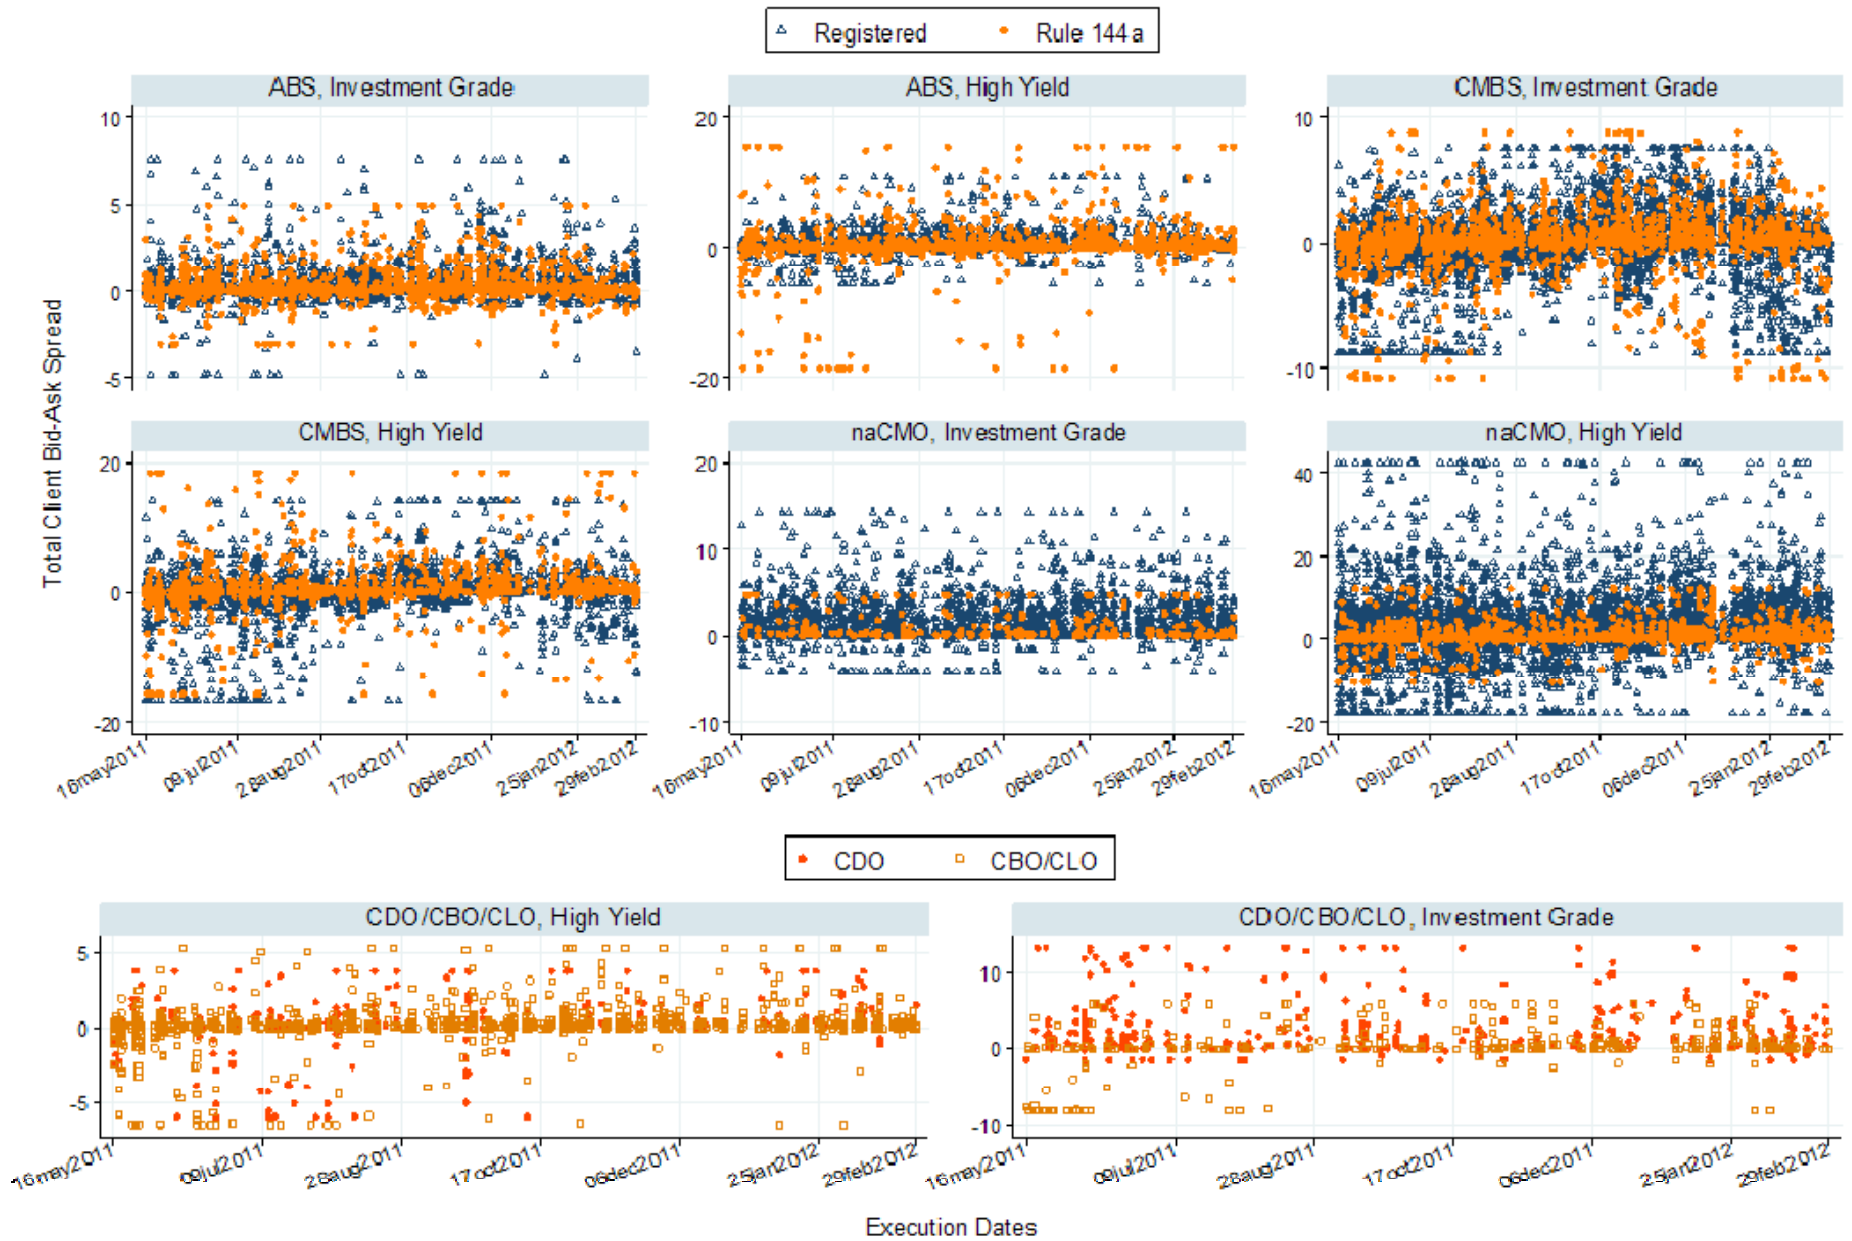 Registered Rule 144a
ABS, Investment Grade
ABS, High Yield
CMBS, Investment Grade
10
5
0
-5
20
0
-20
10
0
-10
CMBS, High Yield
naCMO, Investment Grade
naCMO, High Yield
20
0
-20
20
10
0
-10
40
20
0
-20
Total Client Bid-Ask Spread
16may2011 09jul2011 28aug2011 17oct2011 06dec2011 25jan2012 29feb2012
16may2011 09jul2011 28aug2011 17oct2011 06dec2011 25jan2012 29feb2012
16may2011 09jul2011 28aug2011 17oct2011 06dec2011 25jan2012 29feb2012
CDO CBO/CLO
CDO/CBO/CLO, High Yield
CDO/CBO/CLO, Investment Grade
5
0
-5
10
0
-10
16may2011 09jul2011 28aug2011 17oct2011 06dec2011 25jan2012 29feb2012
16may2011 09jul2011 28aug2011 17oct2011 06dec2011 25jan2012 29feb2012
Execution Dates